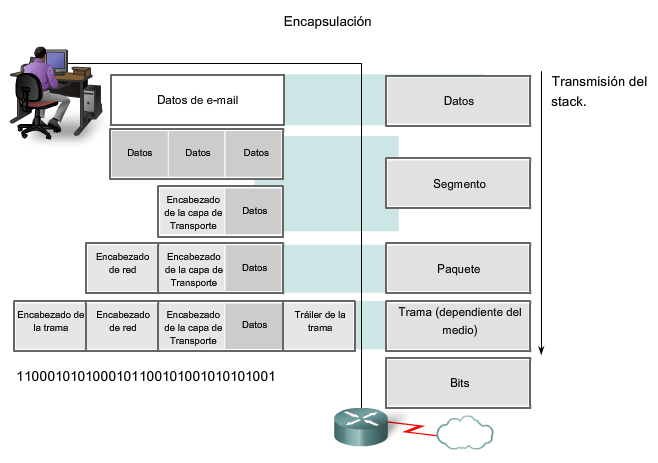 Encapsulación
Transmisión del
stack.
Datos de e-mail
Datos
Datos
Datos
Datos
Segmento
Encabezado
de la capa de
Transporte
Datos
Encabezado
de red
Encabezado
de la capa de
Transporte
Datos
Paquete
Encabezado de
la trama
Encabezado
de red
Encabezado
de la capa de
Transporte
Datos
Tráiler de la
trama
Trama (dependiente del
medio)
1100010101000101100101001010101001
Bits